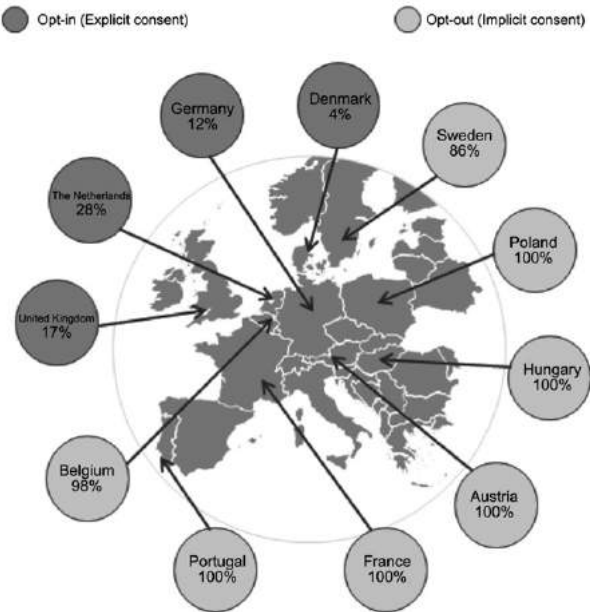 Opt-in (Explicit consent)
Opt-out (Implicit consent)
Germany
12%
Denmark
4%
Sweden
86%
The Netherlands
28%
Poland
100%
United Kingdom
17%
Hungary
100%
Belgium
98%
Austria
100%
Portugal
100%
France
100%